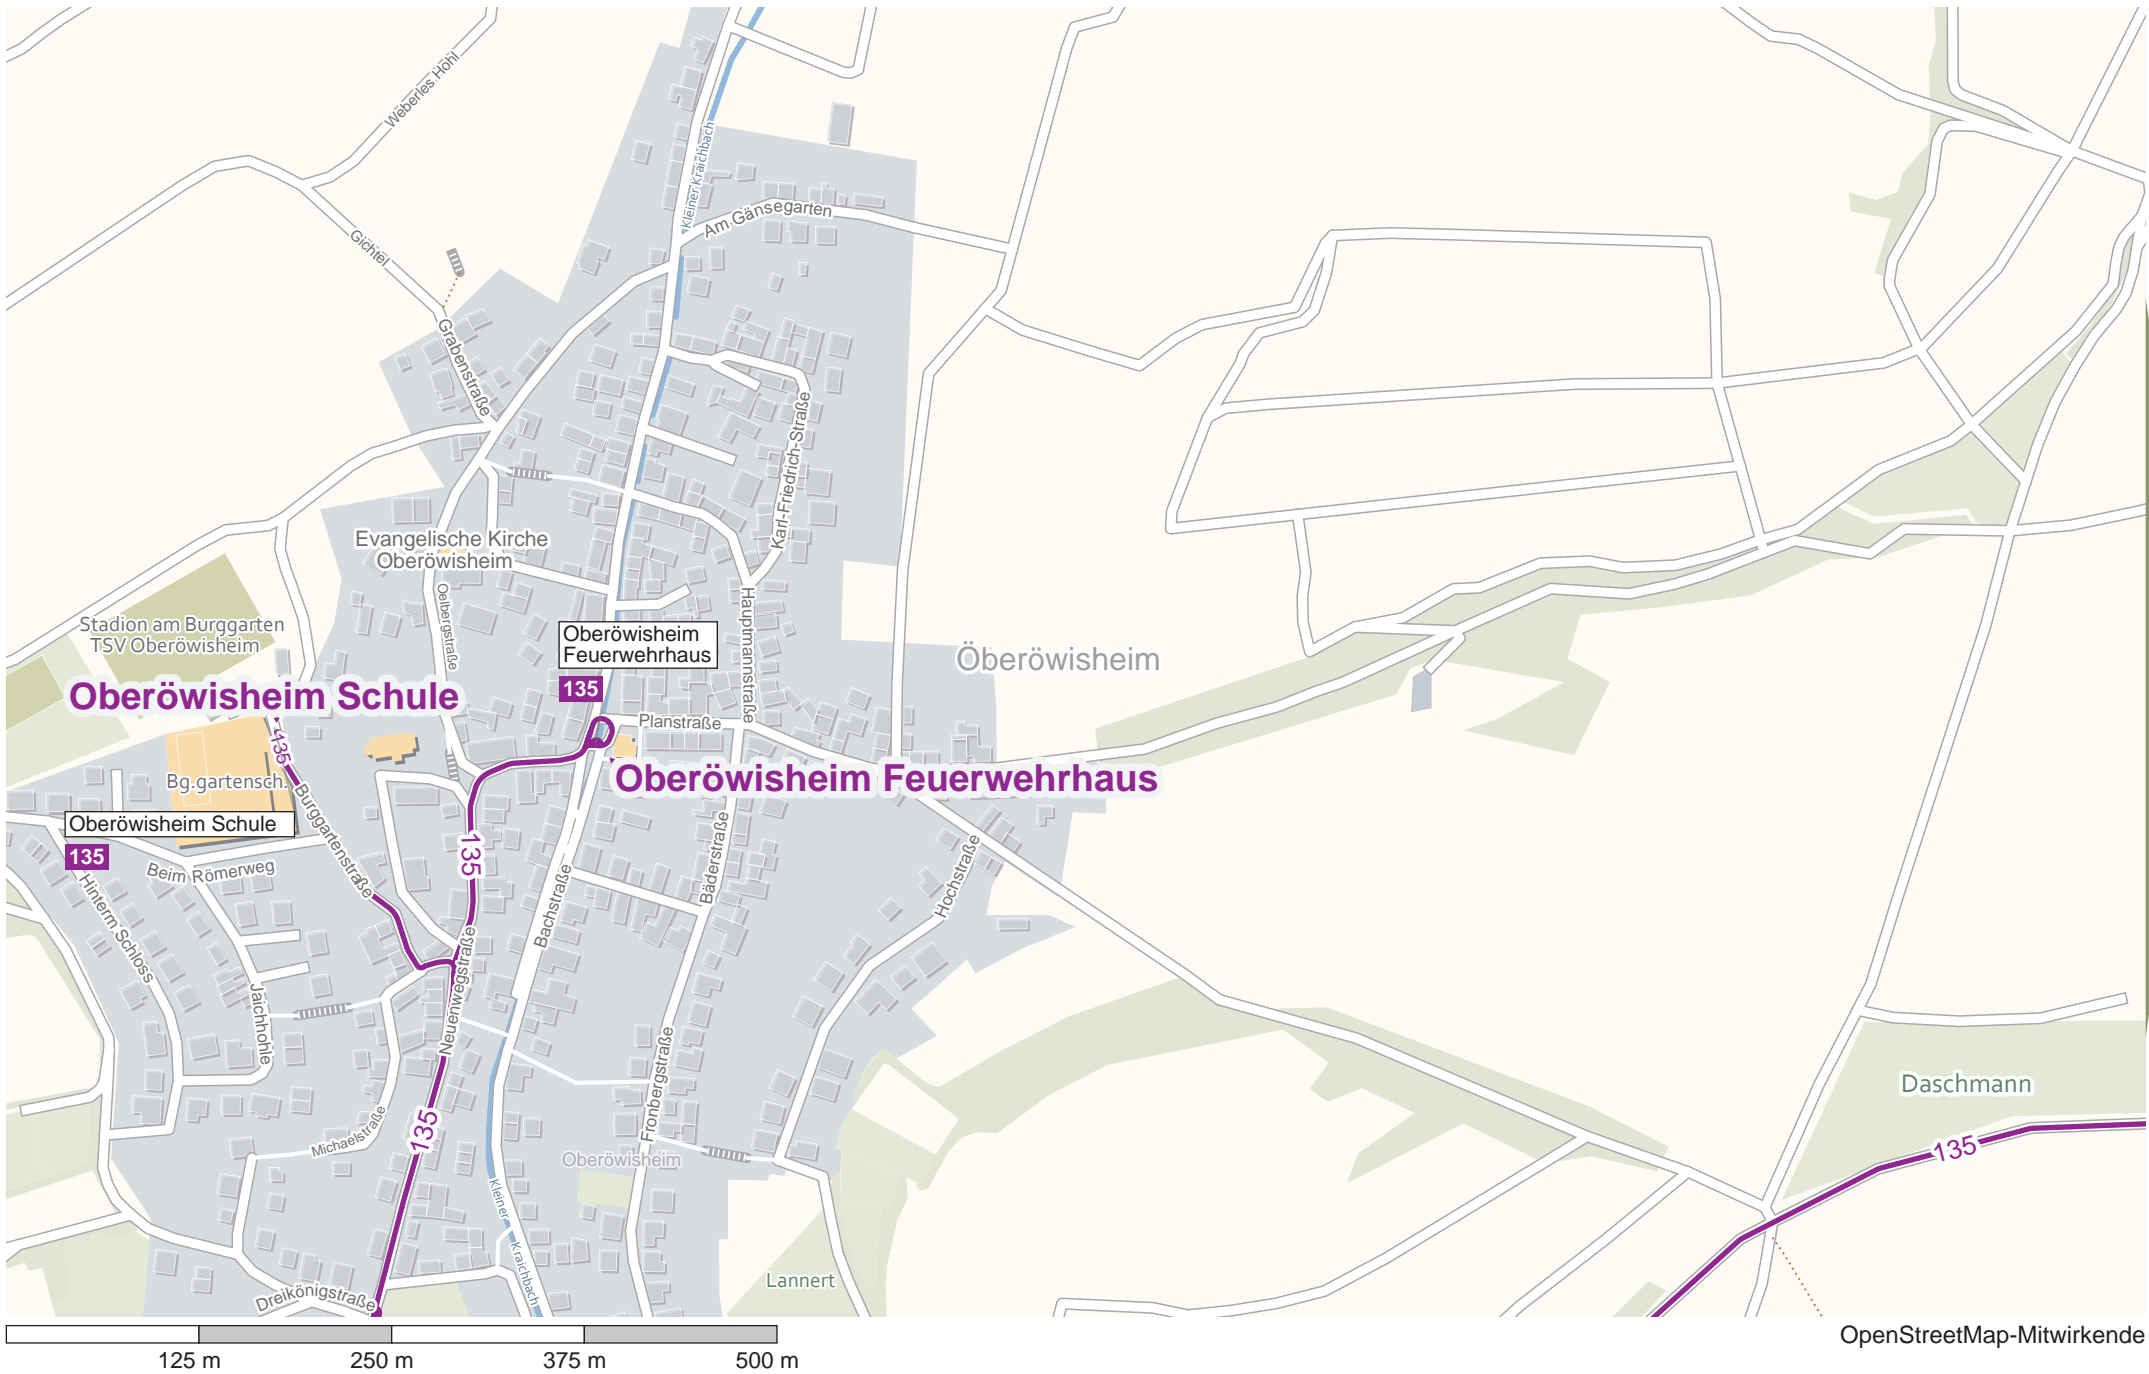 Weberles Höhl
Kleiner Kraichbach
Am Gänsegarten
Gichtel
Grabenstraße
Karl-Friedrich-Straße
Evangelische Kirche
Oberöwisheim
Oelbergstraße
Hauptmannstraße
Stadion am Burggarten
TSV Oberöwisheim
Oberöwisheim
Feuerwehrhaus
135
Oberöwisheim
Oberöwisheim Schule
Planstraße
135
Oberöwisheim Feuerwehrhaus
Bg.gartensch.
Burggartenstraße
Oberöwisheim Schule
135
135
Beim Römerweg
Hinterm Schloss
Bachstraße
Bäderstraße
Hochstraße
Neuenwegstraße
Jaichhohle
Fronbergstraße
Daschmann
135
Michaelstraße
135
Oberöwisheim
Kleiner
Kraichbach
Lannert
Dreikönigstraße
OpenStreetMap-Mitwirkende
125 m
250 m
375 m
500 m